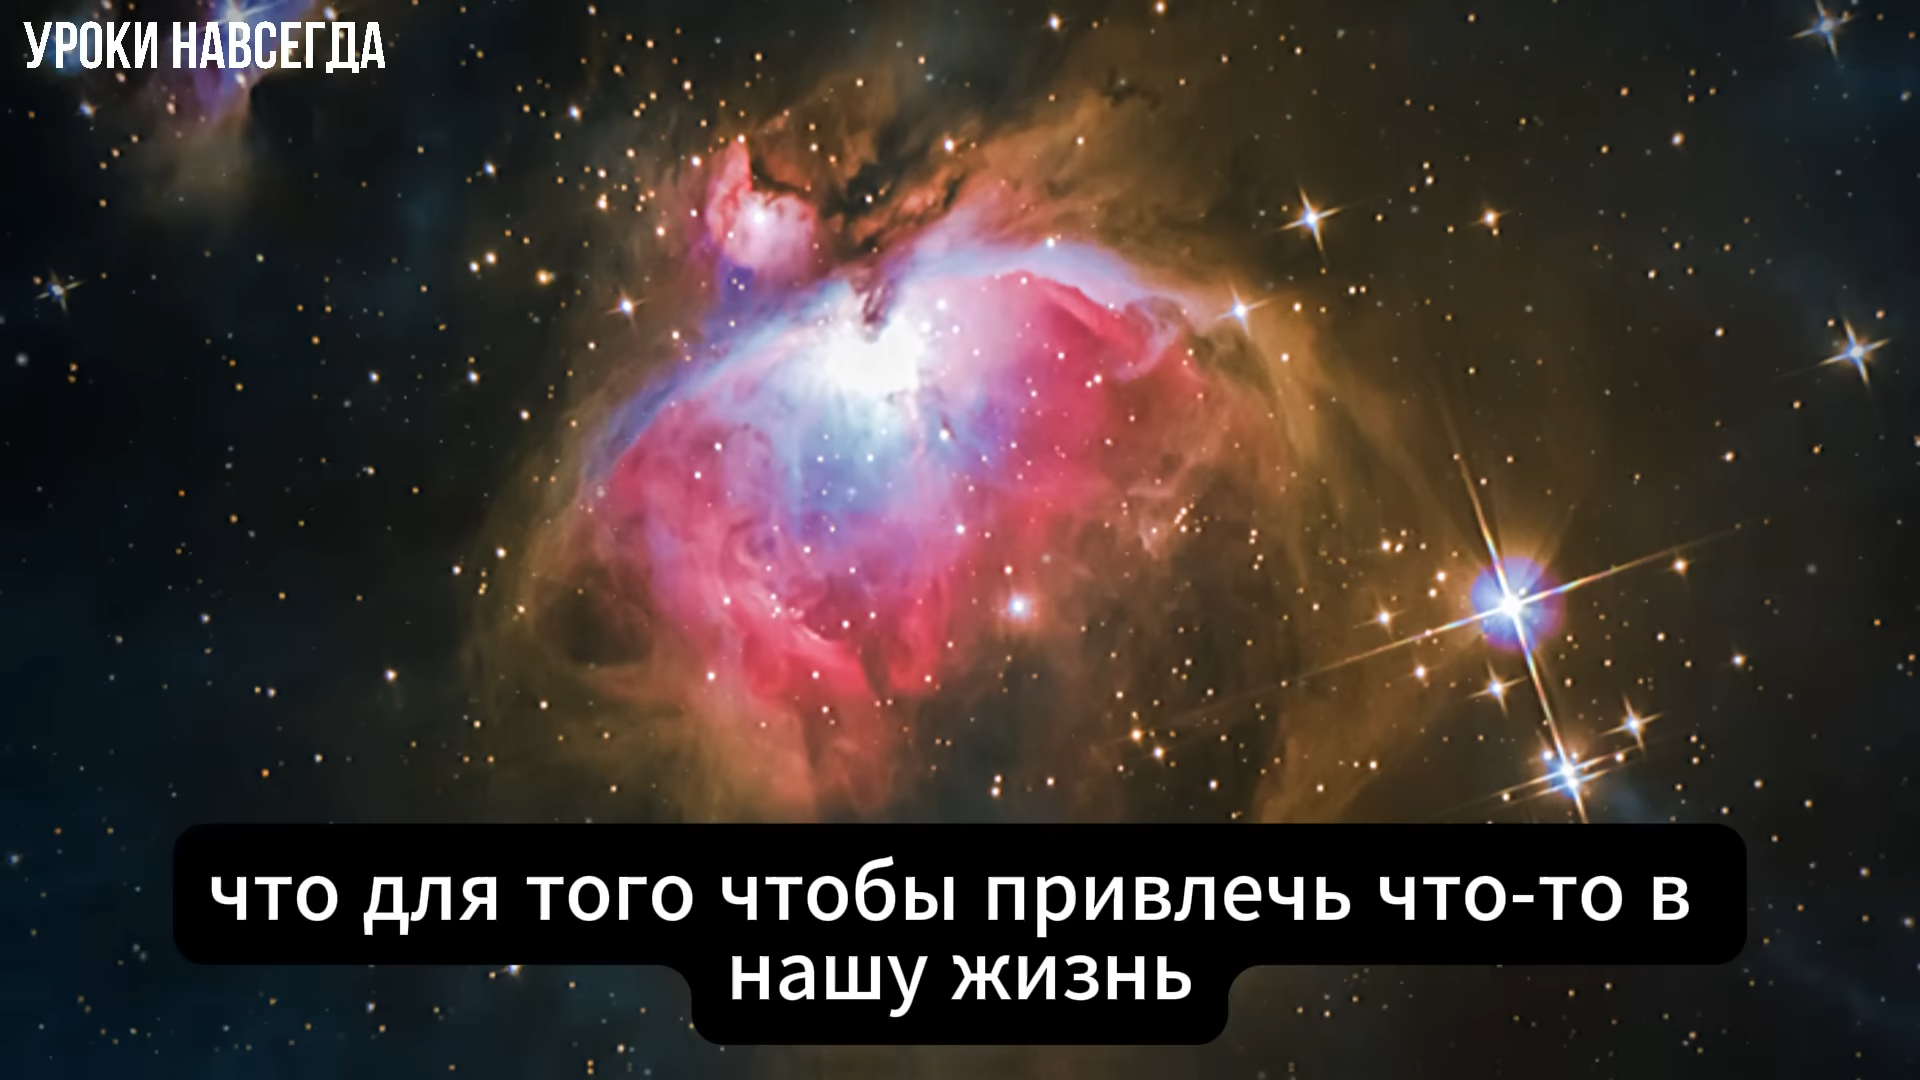 УРОКИ НАВСЕГДА
что для того чтобы привлечь что-то в
нашу жизнь